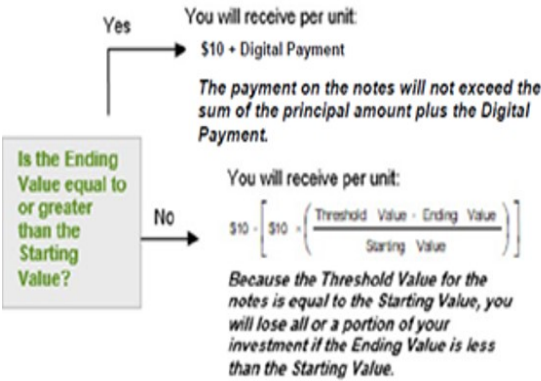 Is the Ending
Value equal to
or greater
than the
Starting
Value?
Yes
You will receive per unit:
$10 + Digital Payment
The payment on the notes will not exceed the
sum of the principal amount plus the Digital
Payment.
No
You will receive per unit:
$10 - [ $10 × ( Threshold Value - Ending Value
Starting Value ) ]
Because the Threshold Value for the
notes is equal to the Starting Value, you
will lose all or a portion of your
investment if the Ending Value is less
than the Starting Value.